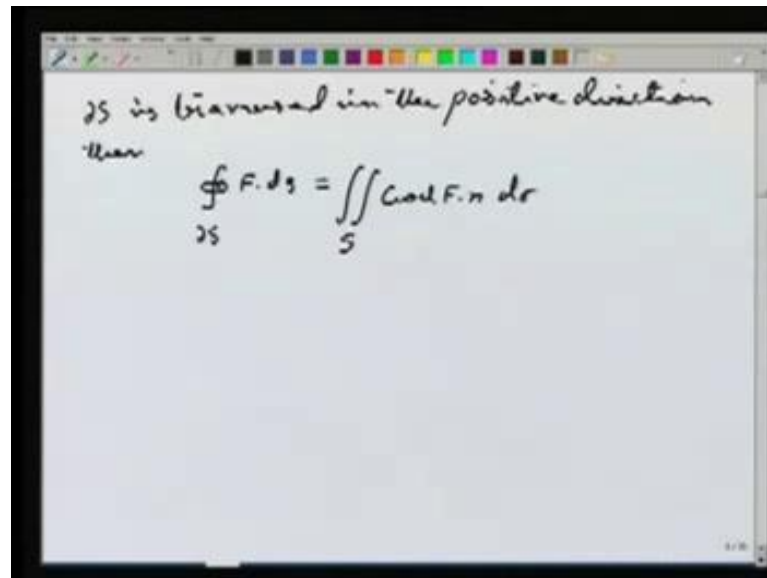 ∂S is traversed in the positive direction
then
∮ F.ds = ∬ Curl F.n dσ
∂S S